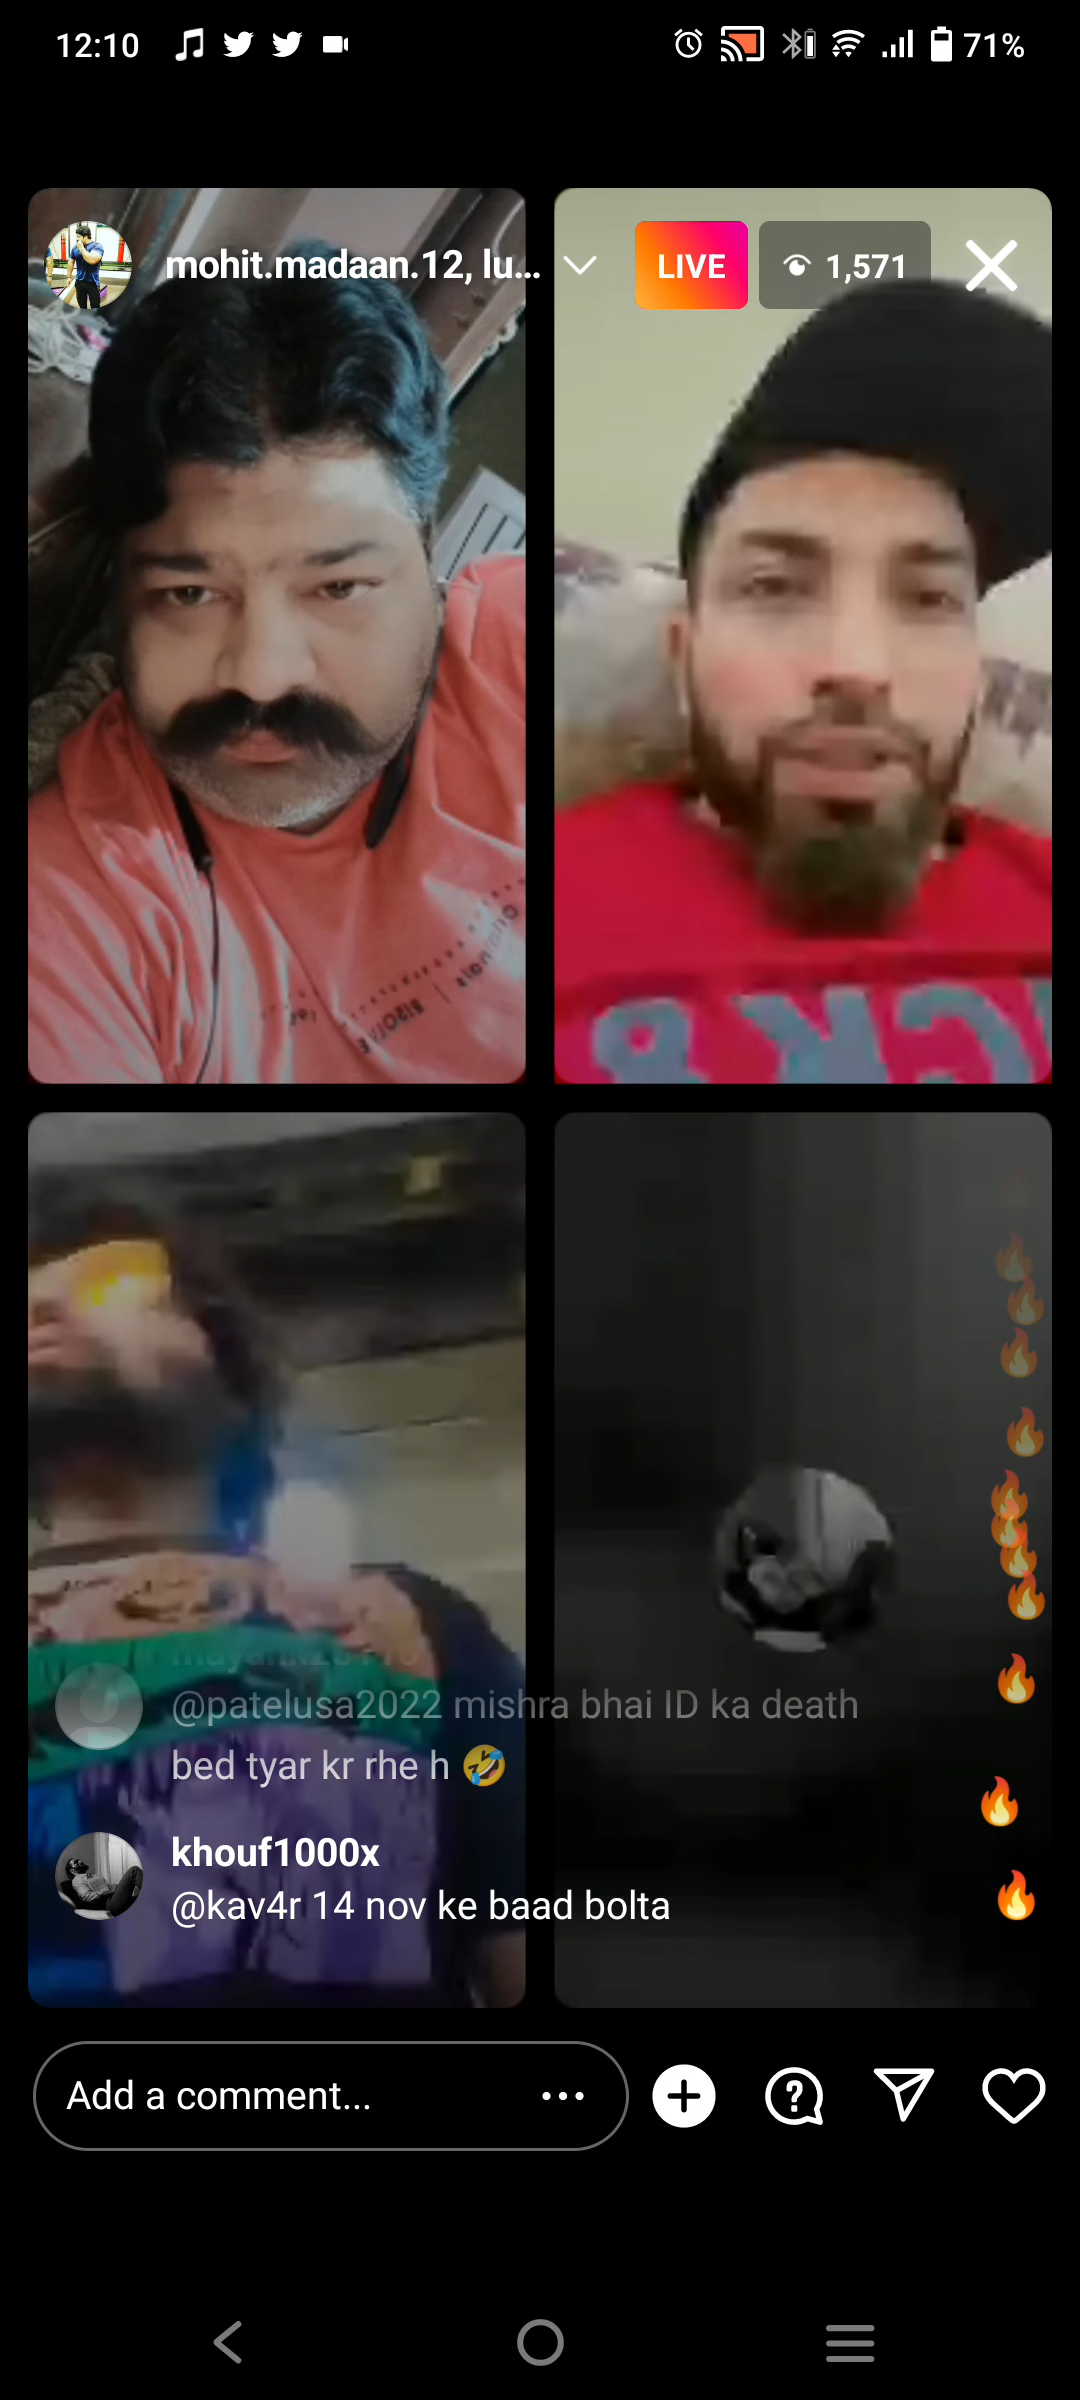 12:10
71%
mohit.madaan.12, lu...
LIVE
1,571
@patelusa2022 mishra bhai ID ka death
bed tyar kr rhe h 🤣
khouf1000x
@kav4r 14 nov ke baad bolta
Add a comment...